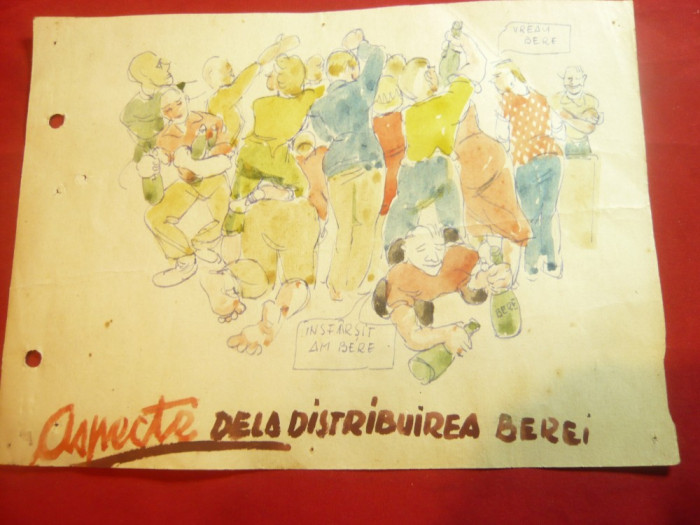 VREAU
BERE
BERE
INSFÂRȘIT
AM BERE
Aspecte DELA DISTRIBUIREA BEREI